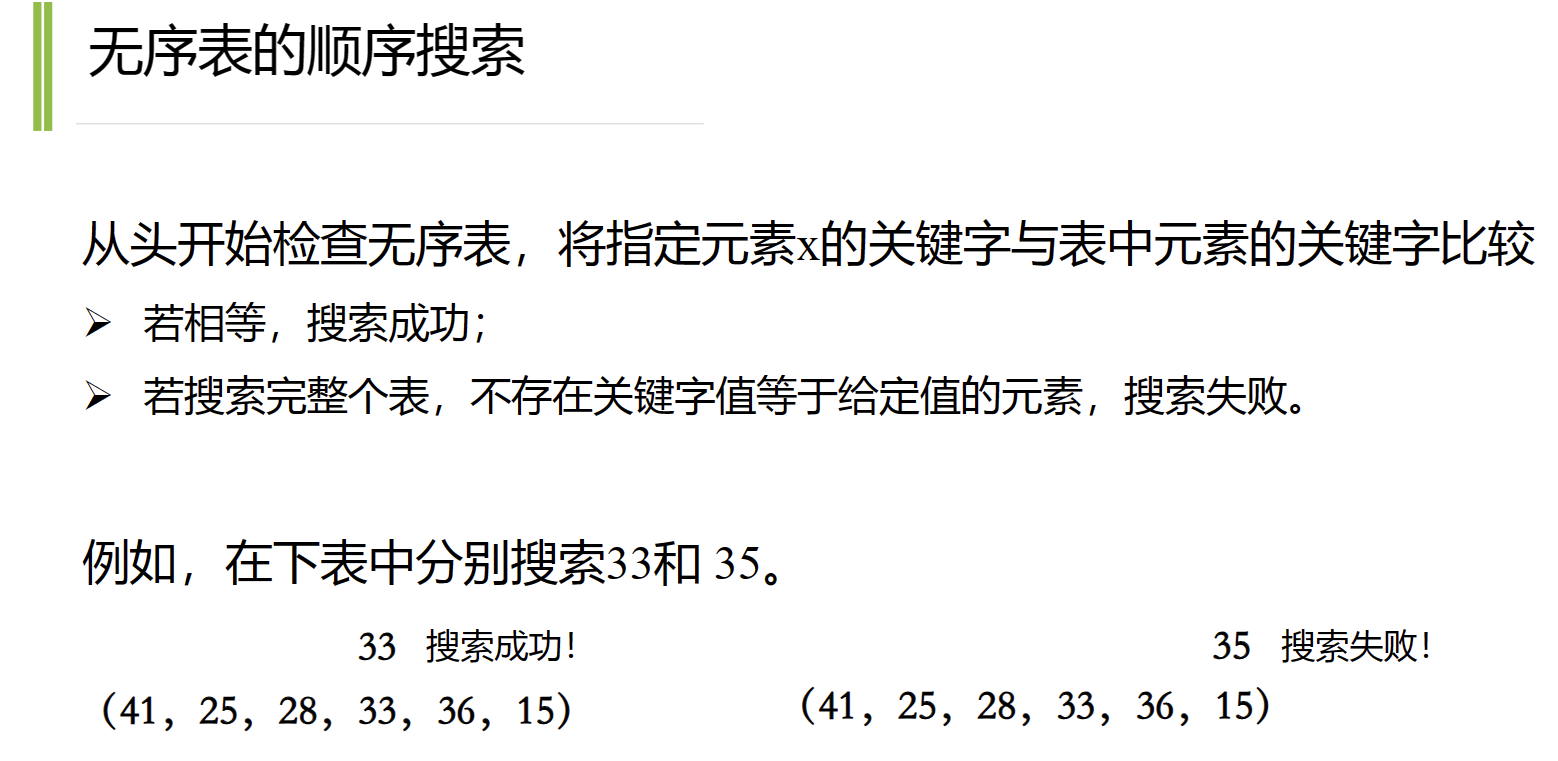 无序表的顺序搜索
从头开始检查无序表，将指定元素x的关键字与表中元素的关键字比较
➢ 若相等，搜索成功；
➢ 若搜索完整个表，不存在关键字值等于给定值的元素，搜索失败。
例如，在下表中分别搜索33和 35。
33 搜索成功！
（41，25，28，33，36，15）
35 搜索失败！
（41，25，28，33，36，15）